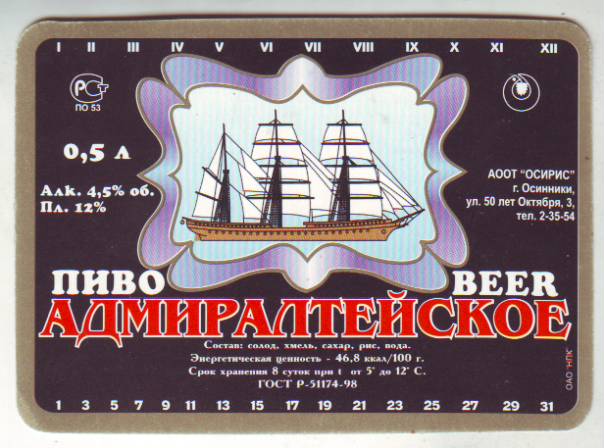 I II III IV V VI VII VIII IX X XI XII
РСТ
ПО 53
0,5 л
Алк. 4,5% об.
Пл. 12%
АООТ "ОСИРИС"
г. Осинники,
ул. 50 лет Октября, 3,
тел. 2-35-54
ПИВО BEER
АДМИРАЛТЕЙСКОЕ
Состав: солод, хмель, сахар, рис, вода.
Энергетическая ценность - 46,8 ккал/100 г.
Срок хранения 8 суток при t от 5° до 12° С.
ГОСТ Р-51174-98
ОАО "НПК"
1 3 5 7 9 11 13 15 17 19 21 23 25 27 29 31